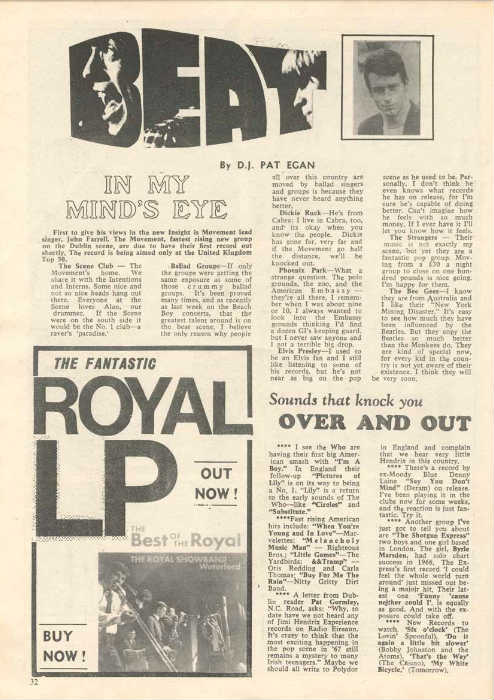 BEAT
By D.J. PAT EGAN
IN MY
MIND'S EYE
First to give his views in the new Insight is Movement lead
singer, John Farrell. The Movement, fastest rising new group
on the Dublin scene, are due to have their first record out
shortly. The record is being aimed only at the United Kingdom
Top 50.
The Scene Club — The
Movement's home. We
share it with the Intentions
and Interns. Some nice and
not so nice heads hang out
there. Everyone at the
Scene loves Alan, our
drummer. If the Scene
were on the south side it
would be the No. 1 club—a
raver's 'paradise.'
Ballad Groups—If only
the groups were getting the
same exposure as some of
those crummy ballad
groups. It's been proved
many times, and as recently
as last week on the Beach
Boy concerts, that the
greatest talent around is on
the beat scene. I believe
the only reason why people
all over this country are
moved by ballad singers
and groups is because they
have never heard anything
better.
Dickie Rock—He's from
Cabra: I live in Cabra, too,
and its okay when you
know the people. Dickie
has gone far, very far and
if the Movement go half
the distance, we'll be
knocked out.
Phoenix Park—What a
strange question. The polo
grounds, the zoo, and the
American Embassy —
they're all there. I remem-
ber when I was about nine
or 10, I always wanted to
look into the Embassy
grounds thinking I'd find
a dozen GI's keeping guard,
but I never saw anyone and
I got a terrible big drop.
Elvis Presley—I used to
be an Elvis fan and I still
like listening to some of
his records, but he's not
near as big on the pop
scene as he used to be. Per-
sonally, I don't think he
even knows what records
he has on release, for I'm
sure he's capable of doing
better. Can't imagine how
he feels with so much
money. If I ever have it I'll
let you know how it feels.
The Strangers — Their
music is not exactly my
scene, but yet they are a
fantastic pop group. Mov-
ing from a £30 a night
group to close on one hun-
dred pounds is nice going.
I'm happy for them.
The Bee Gees—I know
they are from Australia and
I like their "New York
Mining Disaster." It's easy
to see how much they have
been influenced by the
Beatles. But they enjoy the
Beatles so much better
than the Monkees do. They
are kind of special now,
for every kid in the coun-
try is not yet aware of their
existence. I think they will
be very soon.
THE FANTASTIC
ROYAL
LP
OUT
NOW !
THE
Best OF THE Royal
THE ROYAL SHOWBAND
Waterford
BUY
NOW !
Sounds that knock you
OVER AND OUT
**** I see the Who are
having their first big Amer-
ican smash with "I'm A
Boy." In England their
follow-up "Pictures of
Lily" is on its way to being
a No. 1. "Lily" is a return
to the early sounds of The
Who—like "Circles" and
"Substitute."
****Fast rising American
hits include: "When You're
Young and In Love"—Mar-
velettes; "Melancholy
Music Man" — Righteous
Bros.; "Little Games"—The
Yardbirds; &&Tramp" —
Otis Redding and Carla
Thomas; "Buy For Me The
Rain"—Nitty Gritty Dirt
Band.
**** A letter from Dub-
lin reader Pat Gormley,
N.C. Road, asks: "Why, to
date have we not heard any
of Jimi Hendrix Experience
records on Radio Eireann.
It's crazy to think that the
most exciting happening in
the pop scene in '67 still
remains a mystery to many
Irish teenagers." Maybe we
should all write to Polydor
in England and complain
that we hear very little
Hendrix in this country.
**** There's a record by
ex-Moody Blue Denny
Laine "Say You Don't
Mind" (Deram) on release.
I've been playing it in the
clubs now for some weeks,
and the reaction is just fan-
tastic. Try it.
**** Another group I've
just got to tell you about
are "The Shotgun Express"
two boys and one girl based
in London. The girl, Beryle
Marsden, had solo chart
success in 1966. The Ex-
press's first record 'I could
feel the whole world turn
around' just missed out be-
ing a major hit. Their lat-
est one 'Funny 'cause
neither could I', is equally
as good. And with the ex-
posure could take off.
**** New Records to
watch. 'Six o'clock' (The
Lovin' Spoonful), 'Do it
again a little bit slower'
(Bobby Johnston and the
Atoms), 'That's the Way'
(The Casino), 'My White
Bicycle,' (Tomorrow).
32